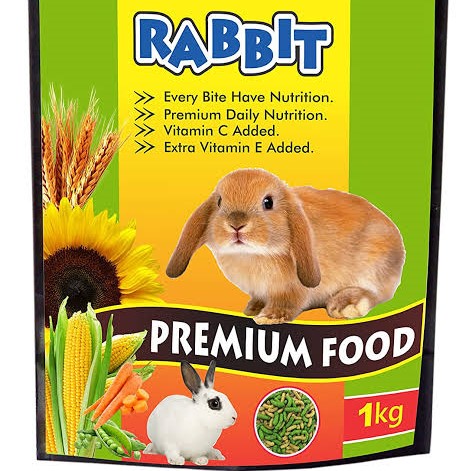 RABBIT
Every Bite Have Nutrition.
Premium Daily Nutrition.
Vitamin C Added.
Extra Vitamin E Added.
PREMIUM FOOD
1kg